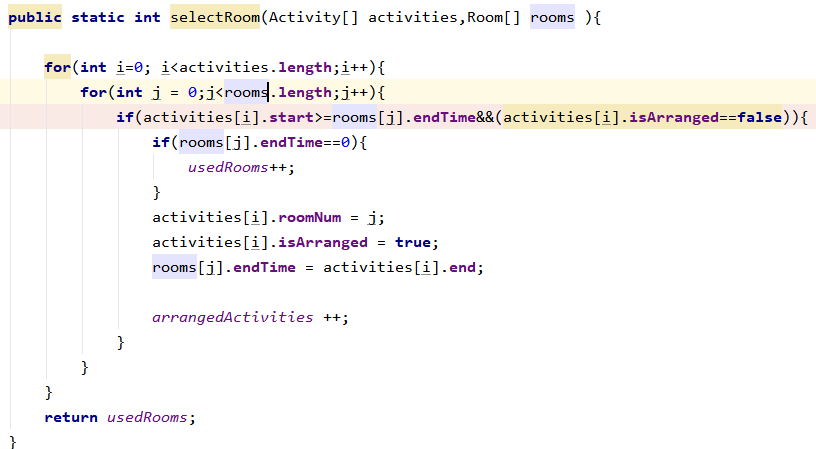 public static int selectRoom(Activity[] activities,Room[] rooms ){
for(int i=0; i<activities.length;i++){
for(int j = 0;j<rooms.length;j++){
if(activities[i].start>=rooms[j].endTime&&(activities[i].isArranged==false)){
if(rooms[j].endTime==0){
usedRooms++;
}
activities[i].roomNum = j;
activities[i].isArranged = true;
rooms[j].endTime = activities[i].end;
arrangedActivities ++;
}
}
}
return usedRooms;
}